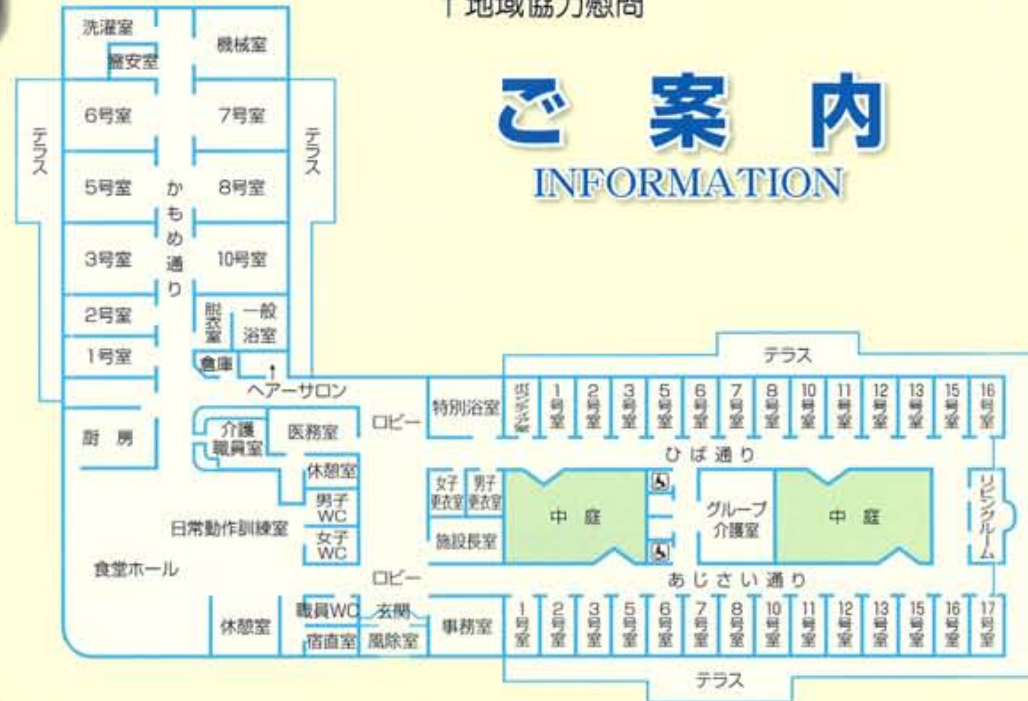 ↑地域協力慰問
ご案内
INFORMATION
洗濯室
機械室
霊安室
テラス
6号室
7号室
テラス
5号室
8号室
かもめ通り
3号室
10号室
2号室
脱衣室
一般浴室
1号室
倉庫
ヘアーサロン
厨房
介護職員室
医務室
ロビー
特別浴室
休憩室
男子WC
女子WC
日常動作訓練室
食堂ホール
休憩室
職員WC
宿直室
玄関
風除室
ロビー
女子更衣室
男子更衣室
施設長室
事務室
テラス
1号室
2号室
3号室
5号室
6号室
7号室
8号室
10号室
11号室
12号室
13号室
15号室
16号室
ひば通り
中庭
グループ介護室
中庭
リビングルーム
あじさい通り
1号室
2号室
3号室
5号室
6号室
7号室
8号室
10号室
11号室
12号室
13号室
15号室
16号室
17号室
テラス